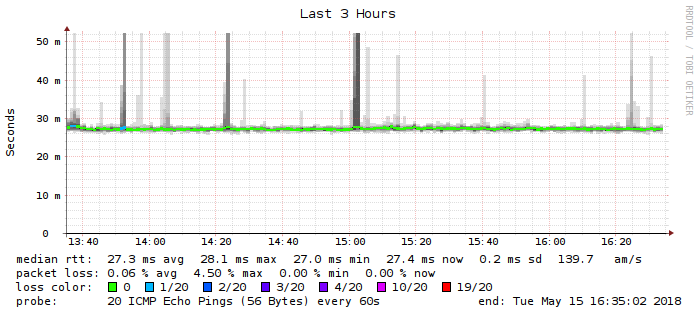 Last 3 Hours
RRDTOOL / TOBI OETIKER
Seconds
50 m
40 m
30 m
20 m
10 m
0
13:40 14:00 14:20 14:40 15:00 15:20 15:40 16:00 16:20
median rtt: 27.3 ms avg 28.1 ms max 27.0 ms min 27.4 ms now 0.2 ms sd 139.7 am/s
packet loss: 0.06 % avg 4.50 % max 0.00 % min 0.00 % now
loss color: 0 1/20 2/20 3/20 4/20 10/20 19/20
probe: 20 ICMP Echo Pings (56 Bytes) every 60s end: Tue May 15 16:35:02 2018